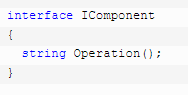 interface IComponent
{
  string Operation();
}